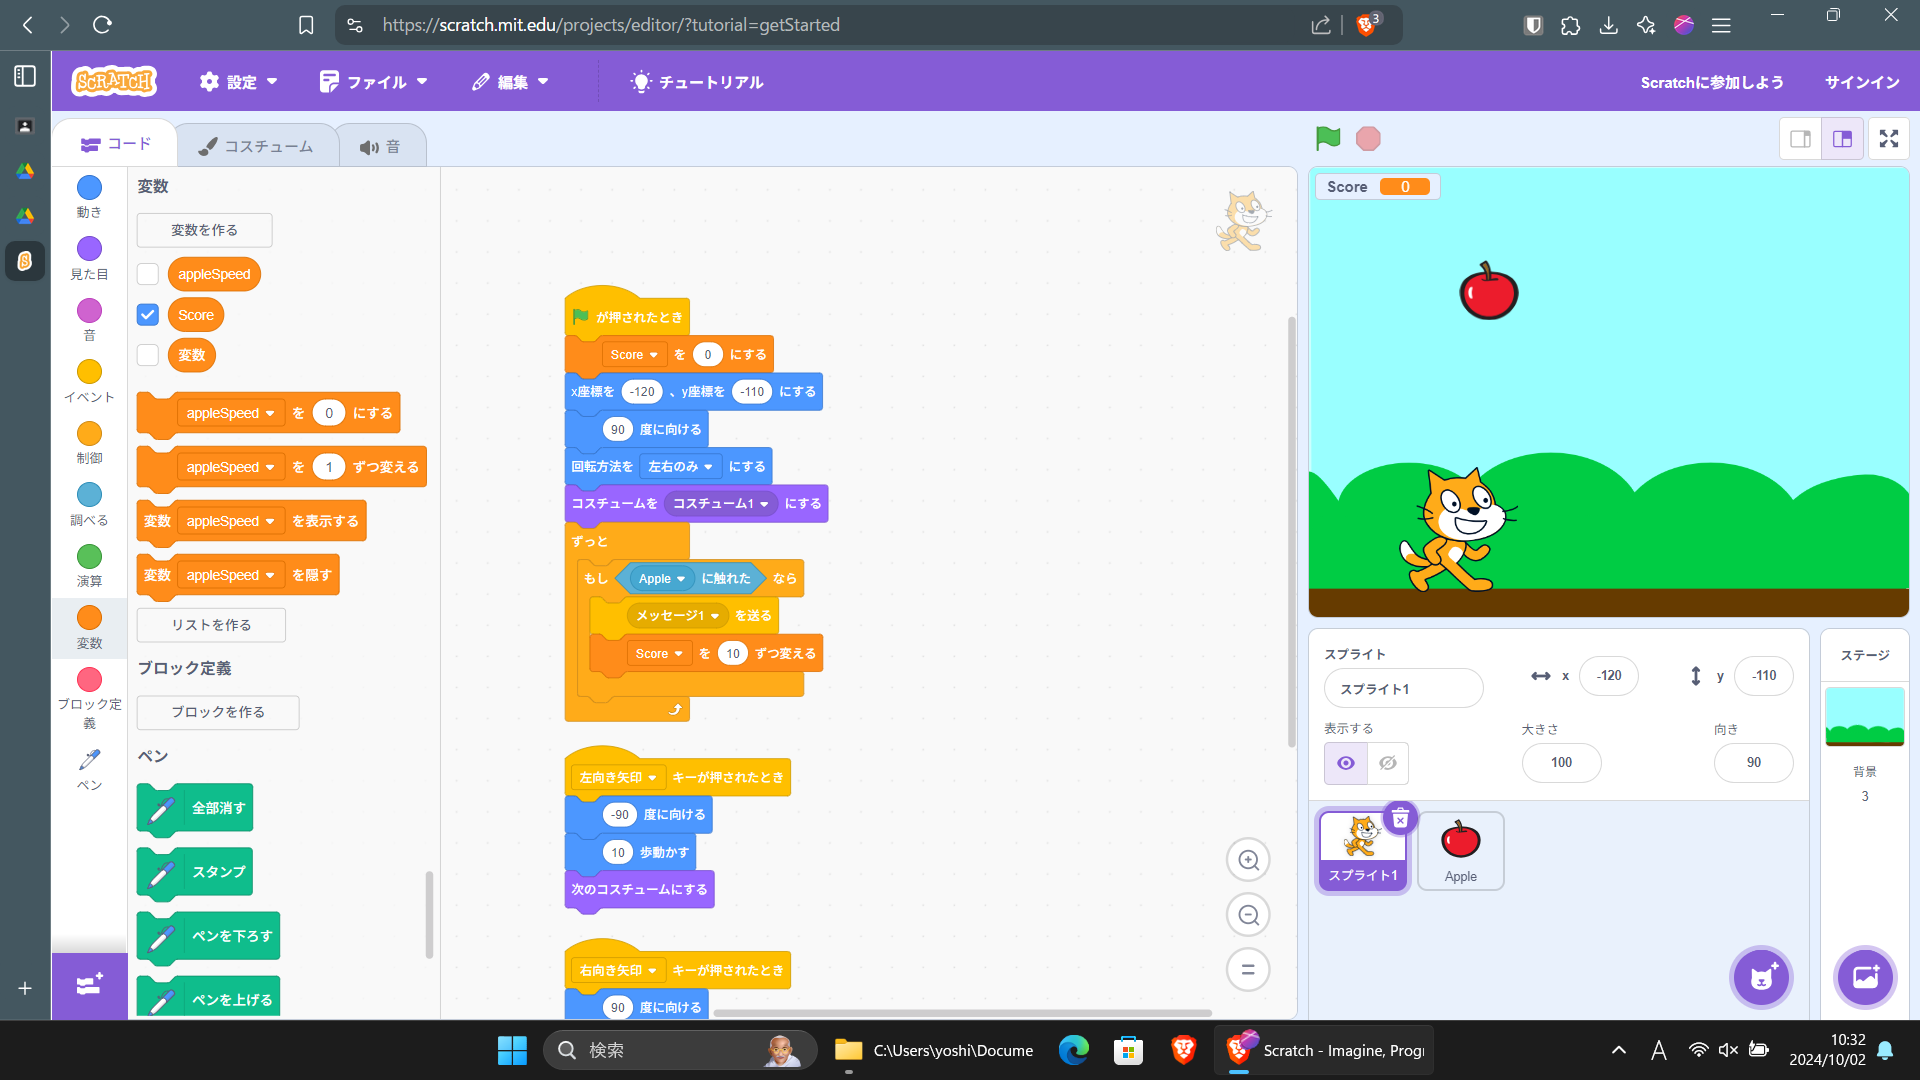 https://scratch.mit.edu/projects/editor/?tutorial=getStarted
3
SCRATCH
設定
ファイル
編集
チュートリアル
Scratchに参加しよう
サインイン
コード
コスチューム
音
動き
見た目
音
イベント
制御
調べる
演算
変数
ブロック定義
ペン
変数
変数を作る
appleSpeed
Score
変数
appleSpeed を 0 にする
appleSpeed を 1 ずつ変える
変数 appleSpeed を表示する
変数 appleSpeed を隠す
リストを作る
ブロック定義
ブロックを作る
ペン
全部消す
スタンプ
ペンを下ろす
ペンを上げる
が押されたとき
Score を 0 にする
x座標を -120 、y座標を -110 にする
90 度に向ける
回転方法を 左右のみ にする
コスチュームを コスチューム1 にする
ずっと
もし Apple に触れた なら
メッセージ1 を送る
Score を 10 ずつ変える
左向き矢印 キーが押されたとき
-90 度に向ける
10 歩動かす
次のコスチュームにする
右向き矢印 キーが押されたとき
90 度に向ける
Score 0
スプライト
スプライト1
x -120
y -110
表示する
大きさ
100
向き
90
スプライト1
Apple
ステージ
背景
3
検索
C:\Users\yoshi\Docume
Scratch - Imagine, Progr
A
10:32
2024/10/02